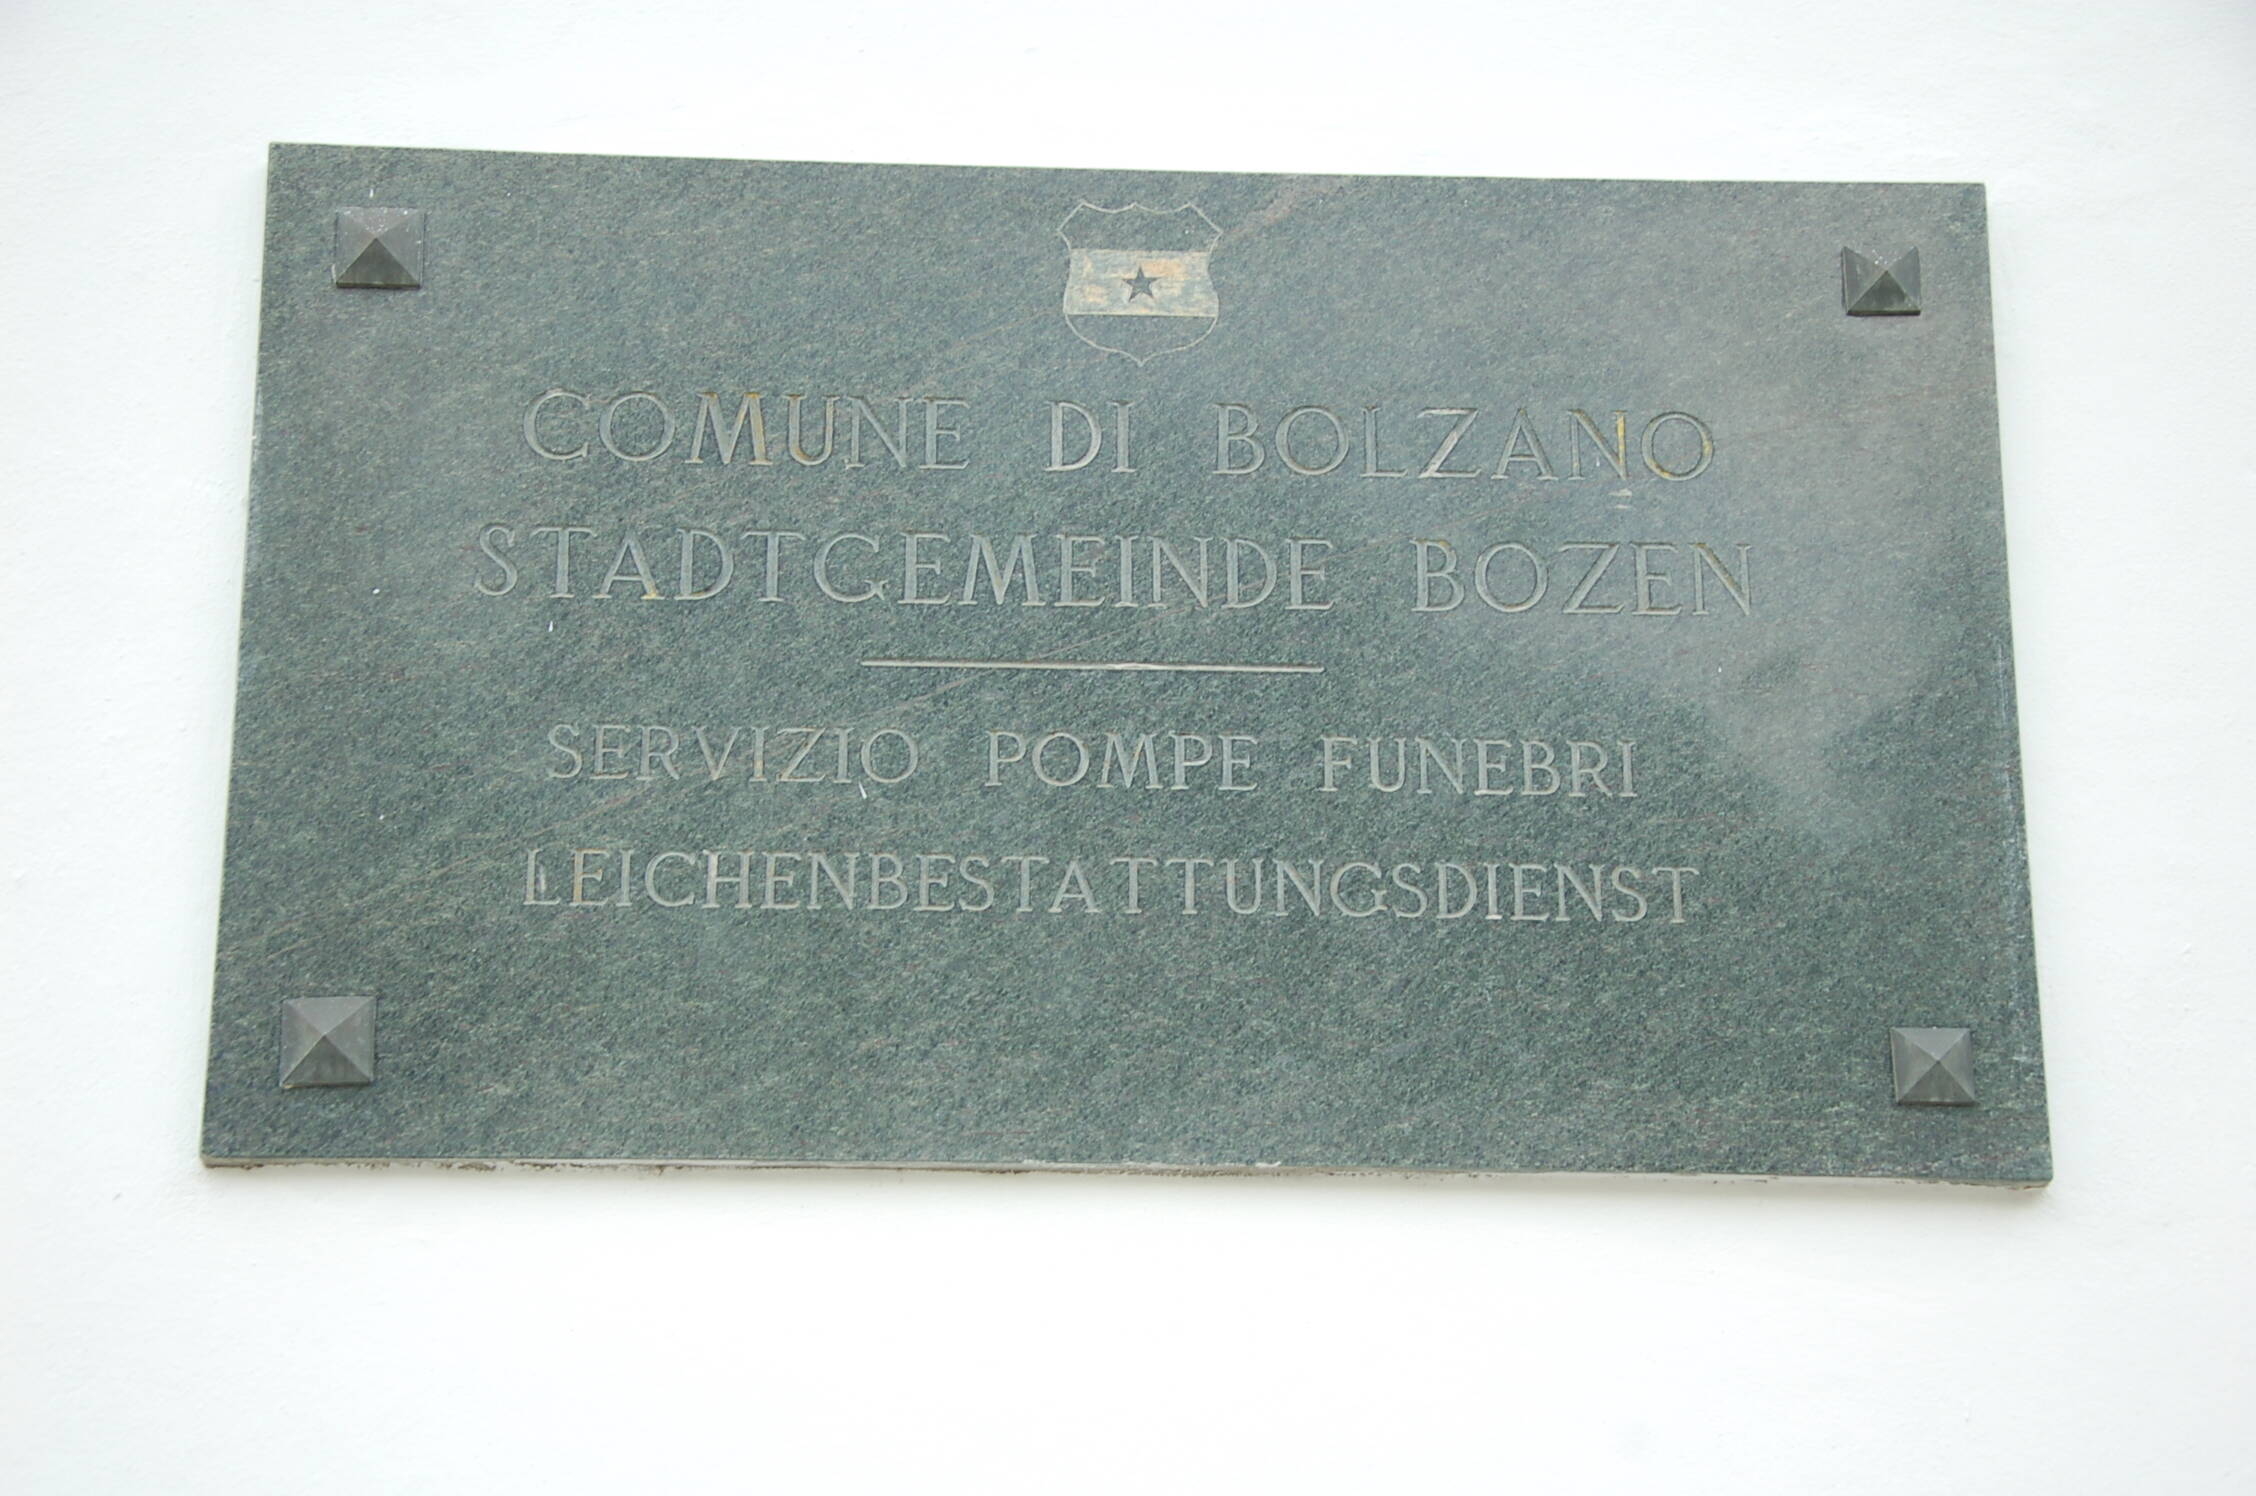 COMUNE DI BOLZANO
STADTGEMEINDE BOZEN
SERVIZIO POMPE FUNEBRI
LEICHENBESTATTUNGSDIENST